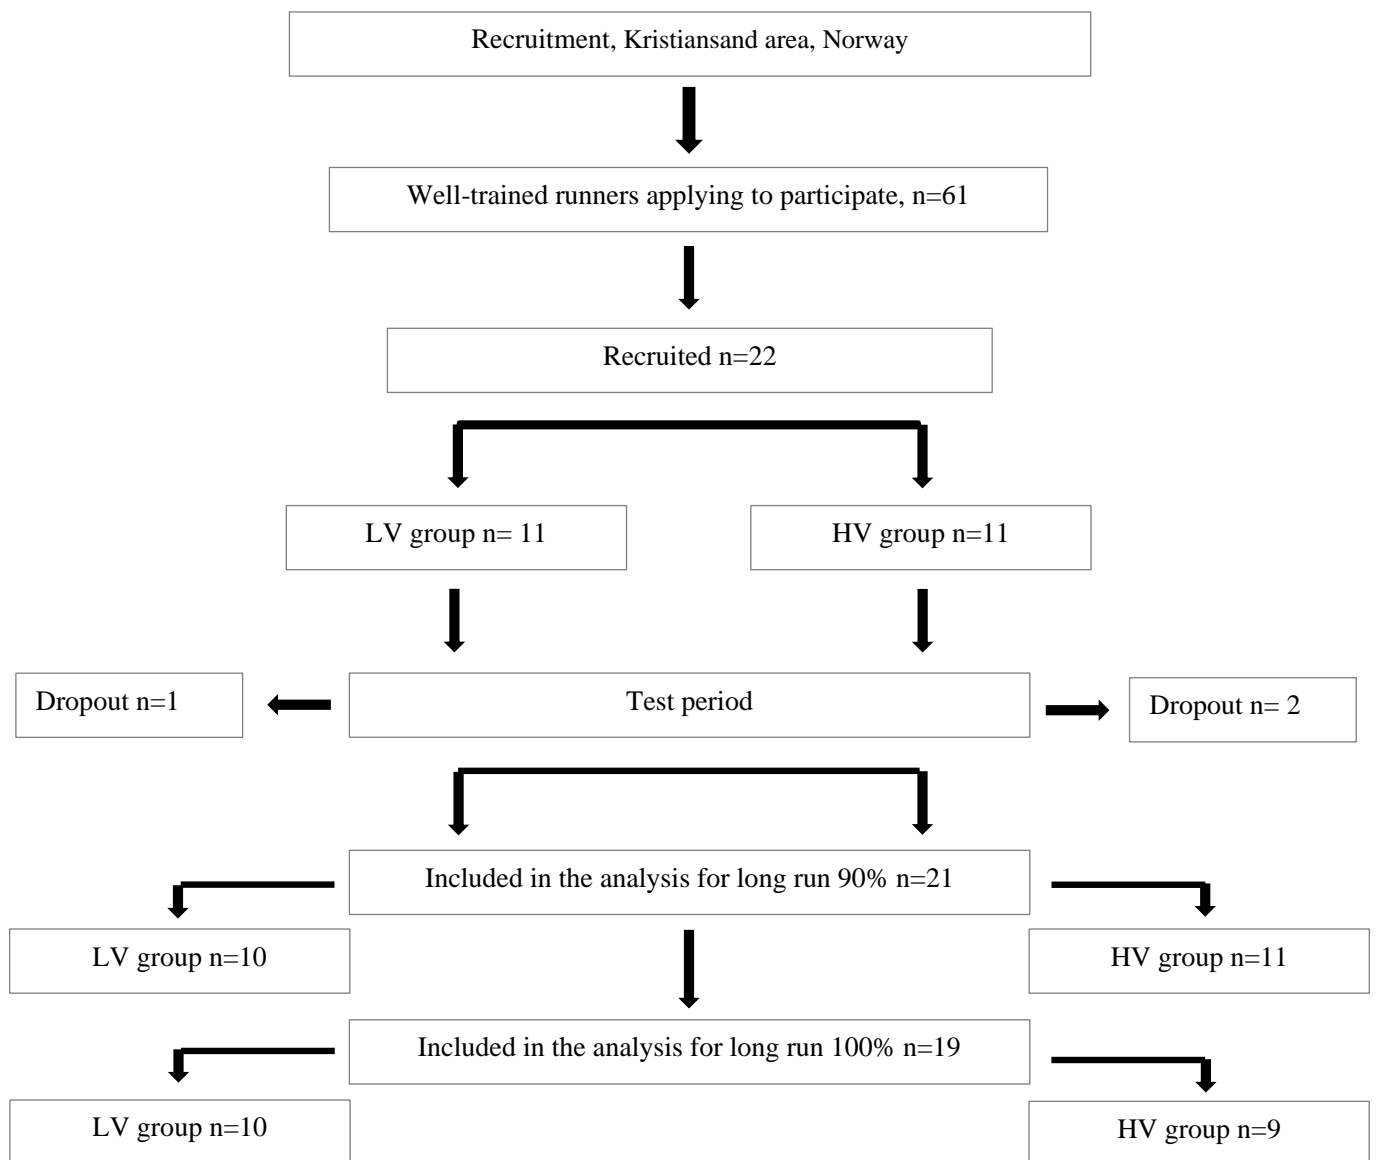 Recruitment, Kristiansand area, Norway
Well-trained runners applying to participate, n=61
Recruited n=22
LV group n= 11
HV group n=11
Dropout n=1
Test period
Dropout n= 2
Included in the analysis for long run 90% n=21
LV group n=10
HV group n=11
Included in the analysis for long run 100% n=19
LV group n=10
HV group n=9